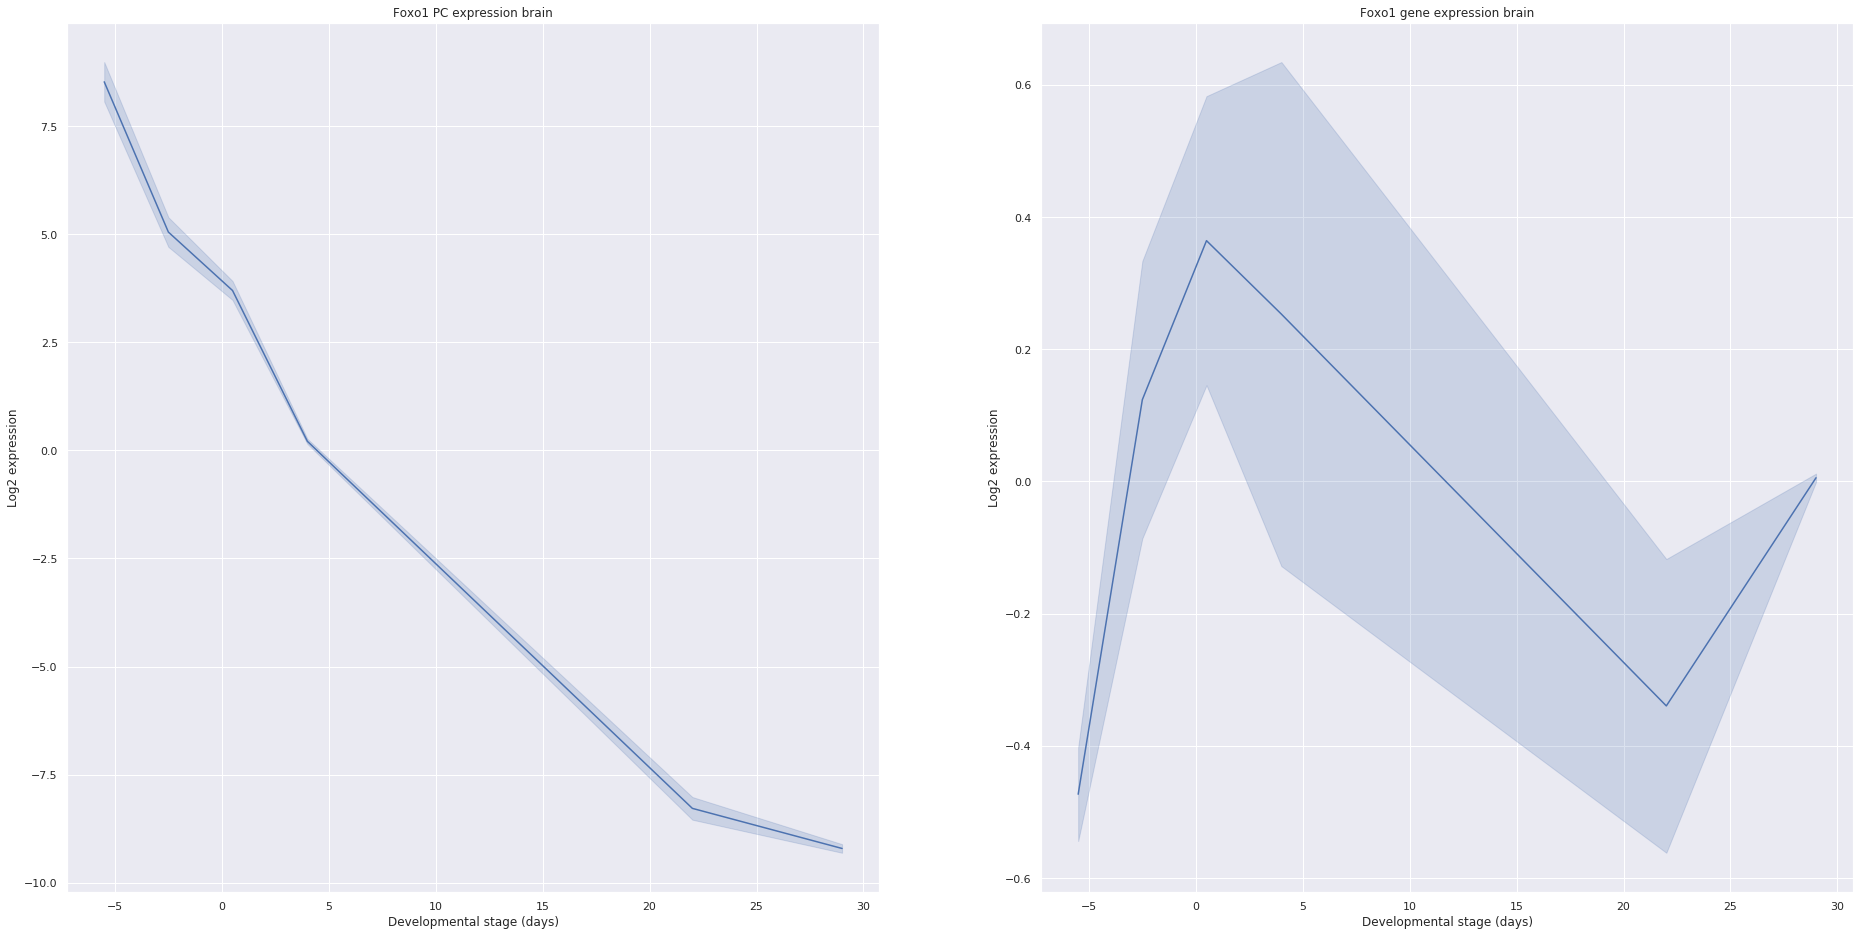 Foxo1 PC expression brain
Log2 expression
7.5
5.0
2.5
0.0
−2.5
−5.0
−7.5
−10.0
−5 0 5 10 15 20 25 30
Developmental stage (days)
Foxo1 gene expression brain
Log2 expression
0.6
0.4
0.2
0.0
−0.2
−0.4
−0.6
−5 0 5 10 15 20 25 30
Developmental stage (days)